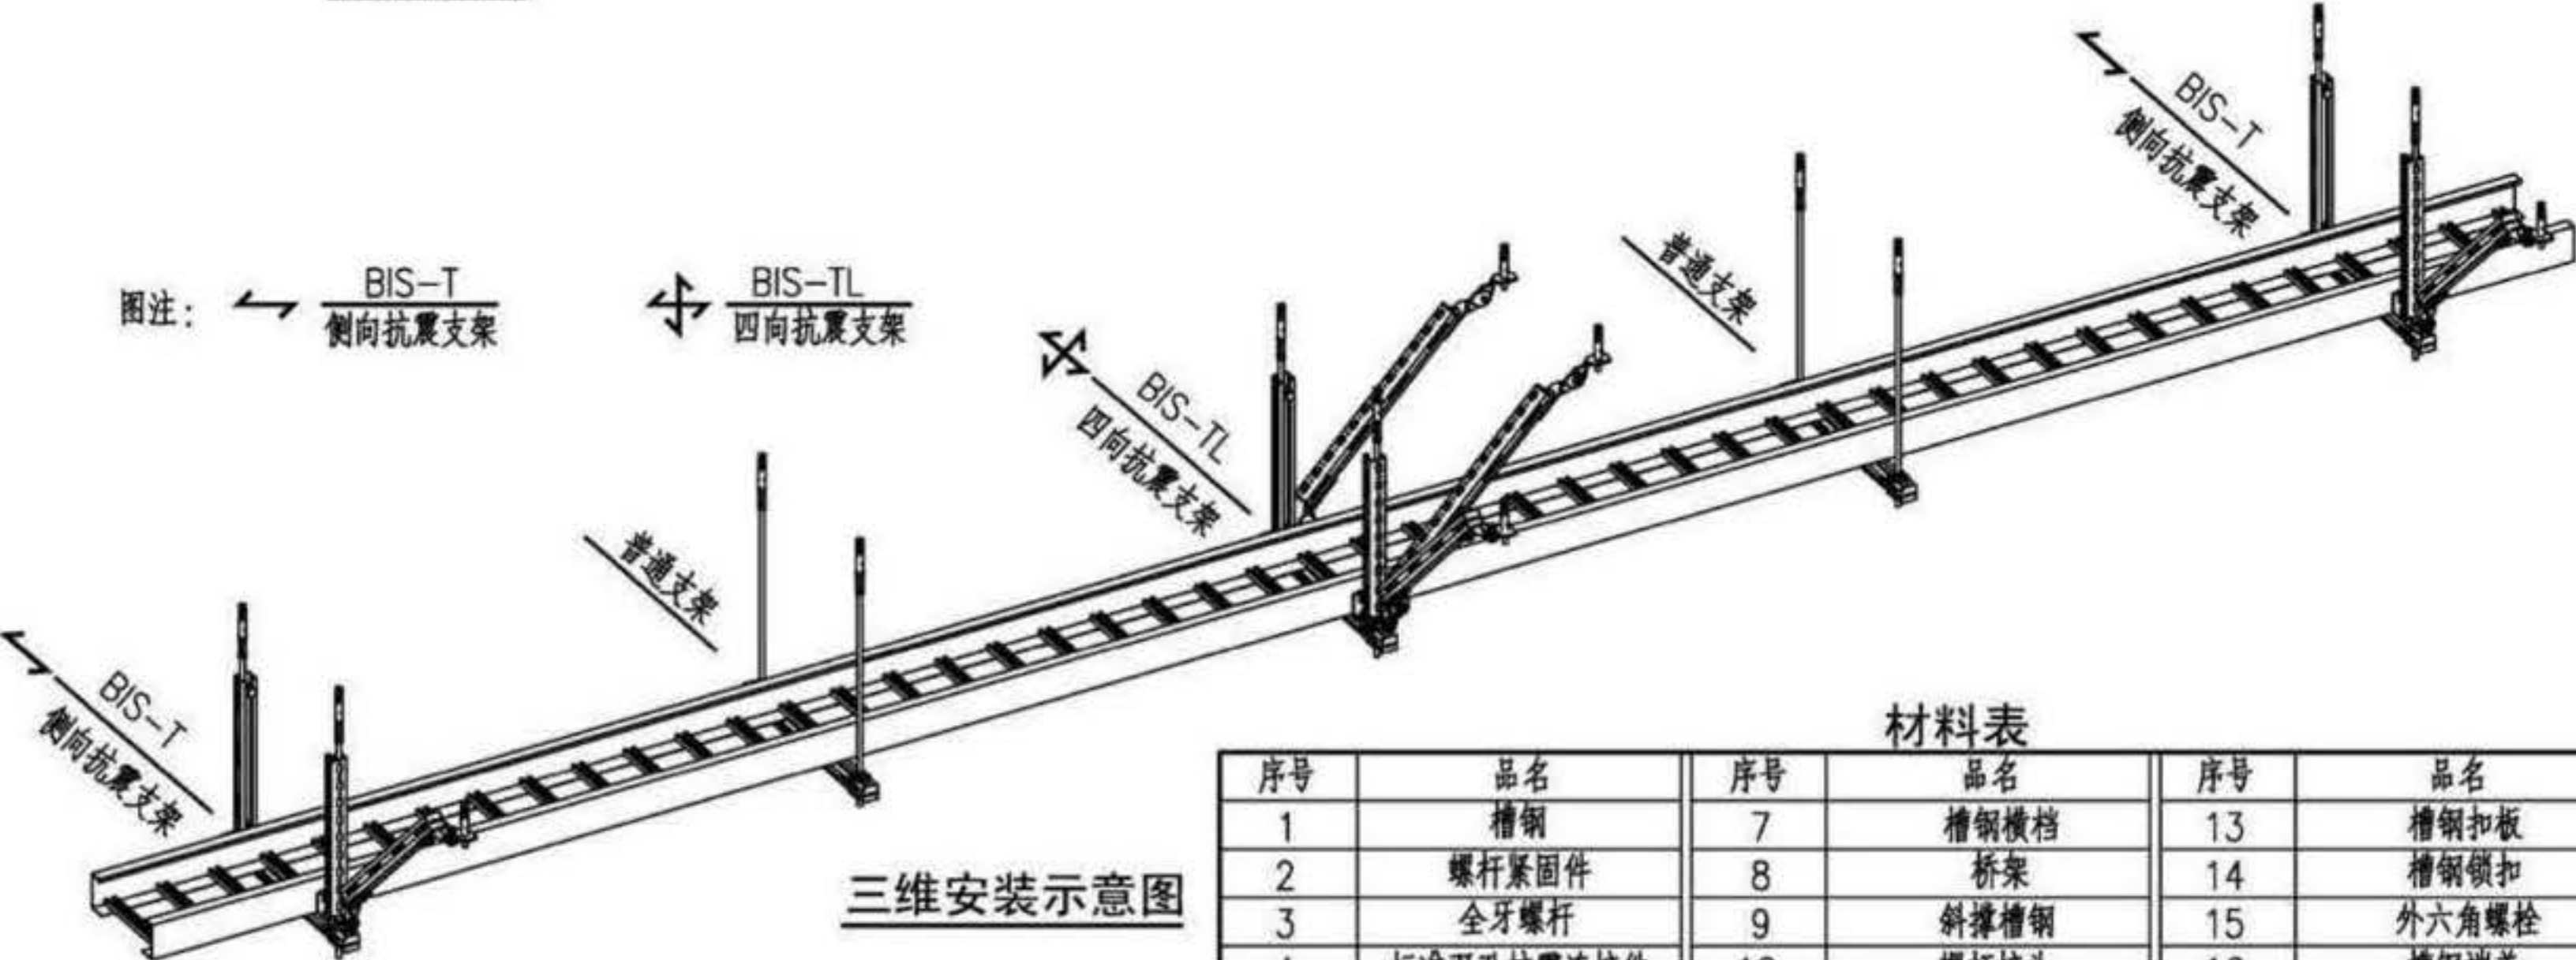 图注:
BIS-T
侧向抗震支架
BIS-TL
四向抗震支架
BIS-T
侧向抗震支架
普通支架
BIS-TL
四向抗震支架
普通支架
BIS-T
侧向抗震支架
三维安装示意图
材料表
序号 品名 序号 品名 序号 品名
1 槽钢 7 槽钢横档 13 槽钢扣板
2 螺杆紧固件 8 桥架 14 槽钢锁扣
3 全牙螺杆 9 斜撑槽钢 15 外六角螺栓